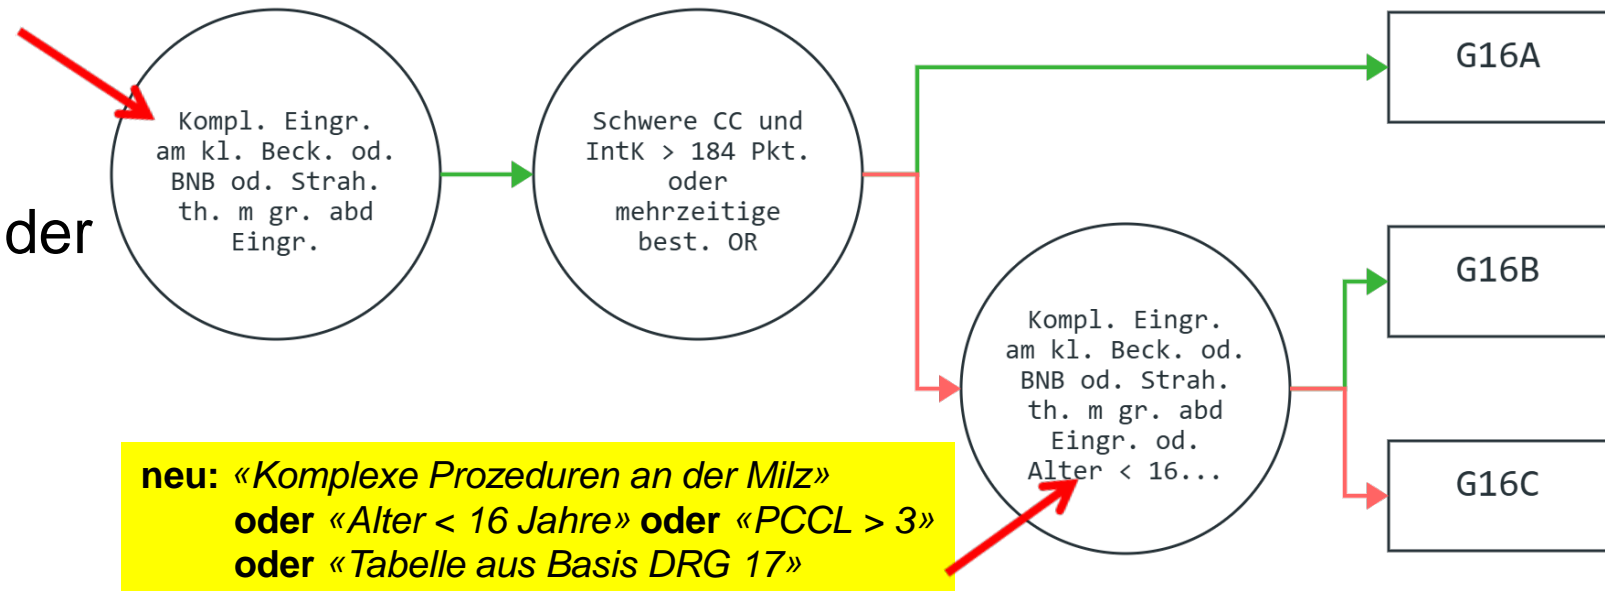 der
Kompl. Eingr.
am kl. Beck. od.
BNB od. Strah.
th. m gr. abd
Eingr.
Schwere CC und
IntK > 184 Pkt.
oder
mehrzeitige
best. OR
G16A
Kompl. Eingr.
am kl. Beck. od.
BNB od. Strah.
th. m gr. abd
Eingr. od.
Alter < 16...
G16B
G16C
neu: «Komplexe Prozeduren an der Milz»
oder «Alter < 16 Jahre» oder «PCCL > 3»
oder «Tabelle aus Basis DRG 17»